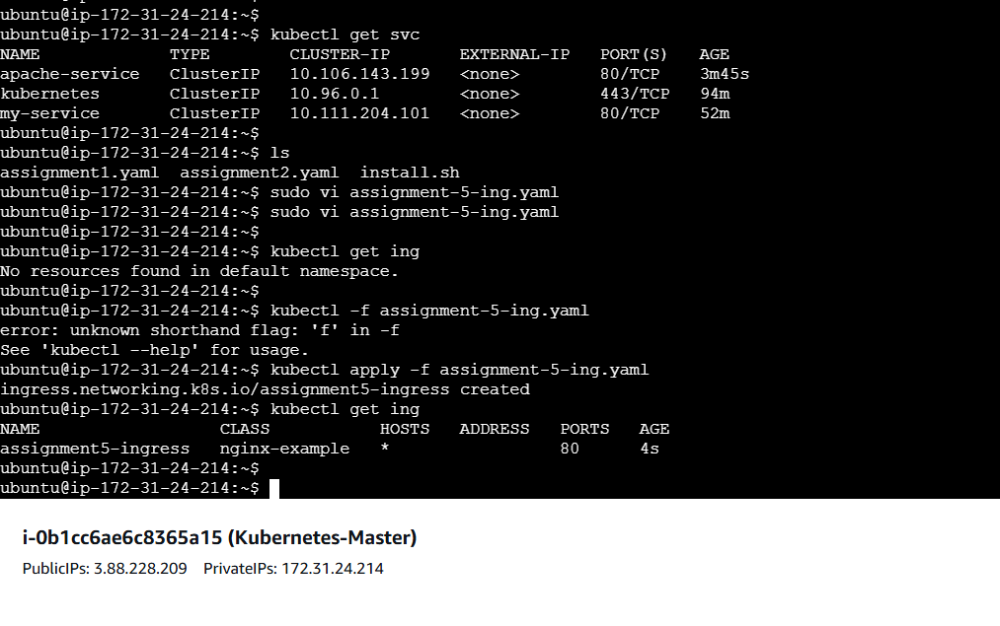 ubuntu@ip-172-31-24-214:~$
ubuntu@ip-172-31-24-214:~$ kubectl get svc
NAME TYPE CLUSTER-IP EXTERNAL-IP PORT(S) AGE
apache-service ClusterIP 10.106.143.199 <none> 80/TCP 3m45s
kubernetes ClusterIP 10.96.0.1 <none> 443/TCP 94m
my-service ClusterIP 10.111.204.101 <none> 80/TCP 52m
ubuntu@ip-172-31-24-214:~$
ubuntu@ip-172-31-24-214:~$ ls
assignment1.yaml assignment2.yaml install.sh
ubuntu@ip-172-31-24-214:~$ sudo vi assignment-5-ing.yaml
ubuntu@ip-172-31-24-214:~$ sudo vi assignment-5-ing.yaml
ubuntu@ip-172-31-24-214:~$
ubuntu@ip-172-31-24-214:~$ kubectl get ing
No resources found in default namespace.
ubuntu@ip-172-31-24-214:~$
ubuntu@ip-172-31-24-214:~$ kubectl -f assignment-5-ing.yaml
error: unknown shorthand flag: 'f' in -f
See 'kubectl --help' for usage.
ubuntu@ip-172-31-24-214:~$ kubectl apply -f assignment-5-ing.yaml
ingress.networking.k8s.io/assignment5-ingress created
ubuntu@ip-172-31-24-214:~$ kubectl get ing
NAME CLASS HOSTS ADDRESS PORTS AGE
assignment5-ingress nginx-example * 80 4s
ubuntu@ip-172-31-24-214:~$
ubuntu@ip-172-31-24-214:~$
i-0b1cc6ae6c8365a15 (Kubernetes-Master)
PublicIPs: 3.88.228.209 PrivateIPs: 172.31.24.214